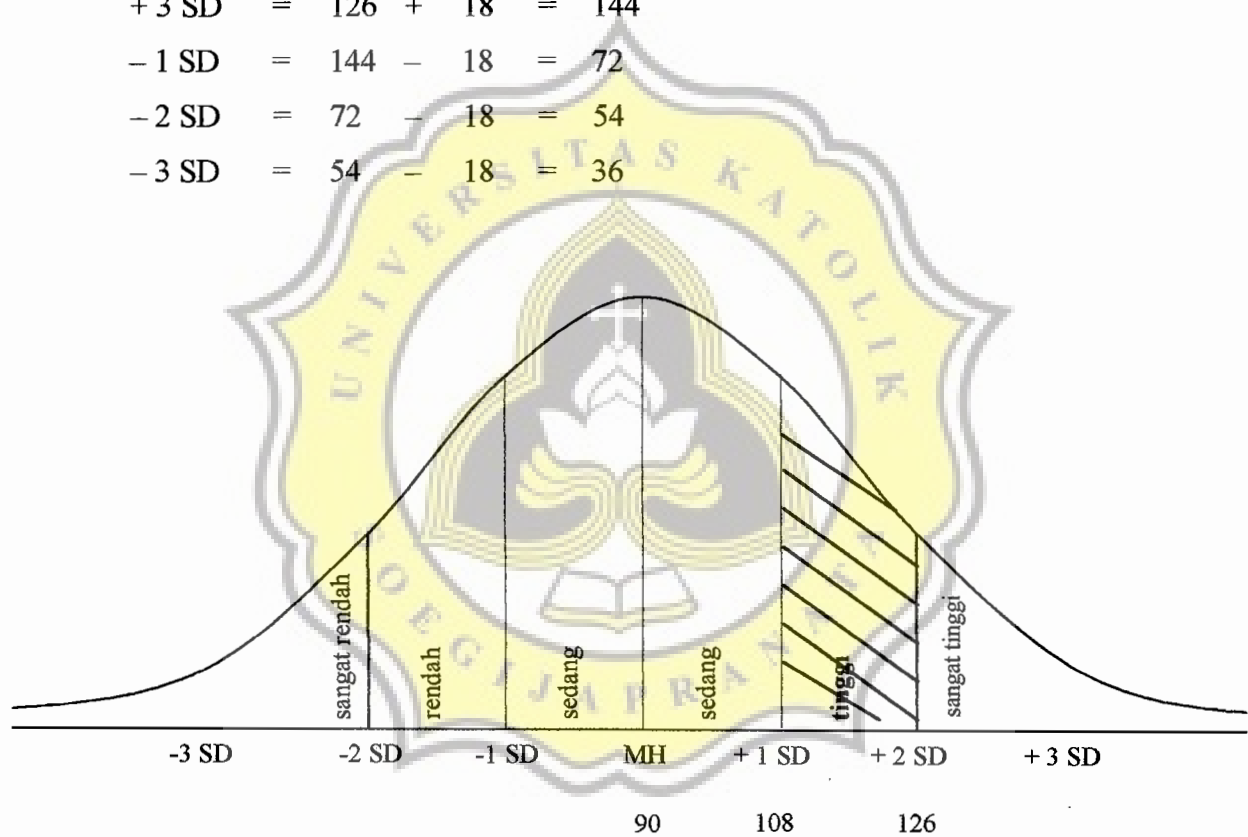 + 3 SD = 126 + 18 = 144
– 1 SD = 144 – 18 = 72
– 2 SD = 72 – 18 = 54
– 3 SD = 54 – 18 = 36
UNIVERSITAS KATOLIK
SOEGIJAPRANATA
sangat rendah
rendah
sedang
sedang
tinggi
sangat tinggi
-3 SD -2 SD -1 SD MH + 1 SD + 2 SD + 3 SD
90 108 126